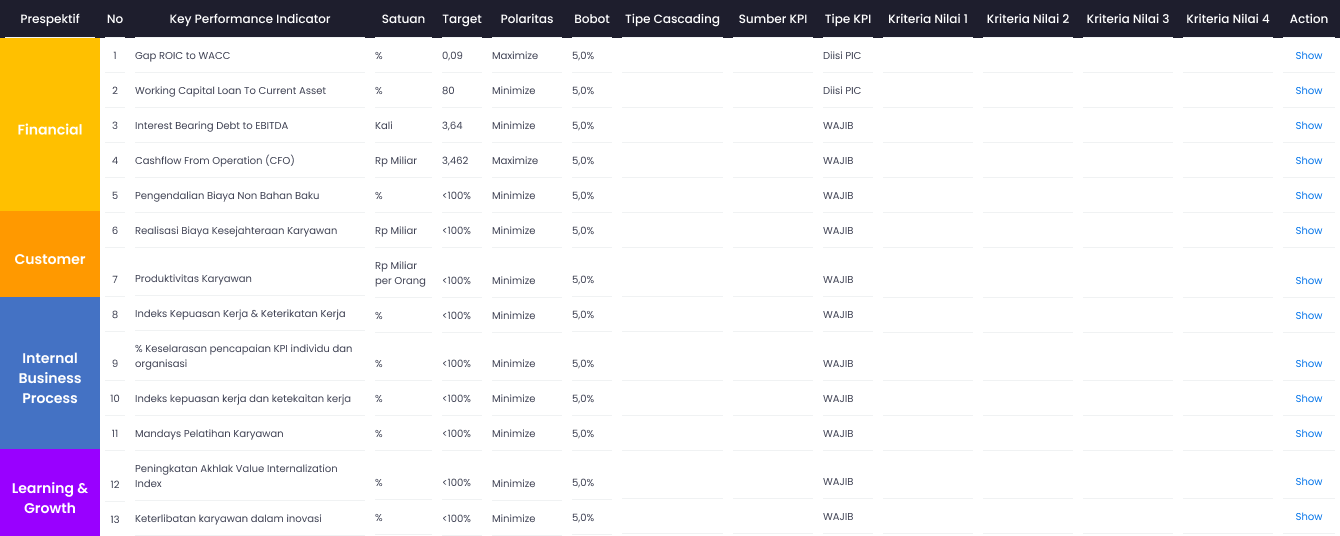 Prespektif No Key Performance Indicator Satuan Target Polaritas Bobot Tipe Cascading Sumber KPI Tipe KPI Kriteria Nilai 1 Kriteria Nilai 2 Kriteria Nilai 3 Kriteria Nilai 4 Action
Financial
1 Gap ROIC to WACC % 0,09 Maximize 5,0% Diisi PIC Show
2 Working Capital Loan To Current Asset % 80 Minimize 5,0% Diisi PIC Show
3 Interest Bearing Debt to EBITDA Kali 3,64 Minimize 5,0% WAJIB Show
4 Cashflow From Operation (CFO) Rp Miliar 3,462 Maximize 5,0% WAJIB Show
5 Pengendalian Biaya Non Bahan Baku % <100% Minimize 5,0% WAJIB Show
Customer
6 Realisasi Biaya Kesejahteraan Karyawan Rp Miliar <100% Minimize 5,0% WAJIB Show
Rp Miliar
7 Produktivitas Karyawan per Orang <100% Minimize 5,0% WAJIB Show
Internal
Business
Process
8 Indeks Kepuasan Kerja & Keterikatan Kerja % <100% Minimize 5,0% WAJIB Show
% Keselarasan pencapaian KPI individu dan
9 organisasi % <100% Minimize 5,0% WAJIB Show
10 Indeks kepuasan kerja dan ketekaitan kerja % <100% Minimize 5,0% WAJIB Show
11 Mandays Pelatihan Karyawan % <100% Minimize 5,0% WAJIB Show
Learning &
Growth
Peningkatan Akhlak Value Internalization
12 Index % <100% Minimize 5,0% WAJIB Show
13 Keterlibatan karyawan dalam inovasi % <100% Minimize 5,0% WAJIB Show